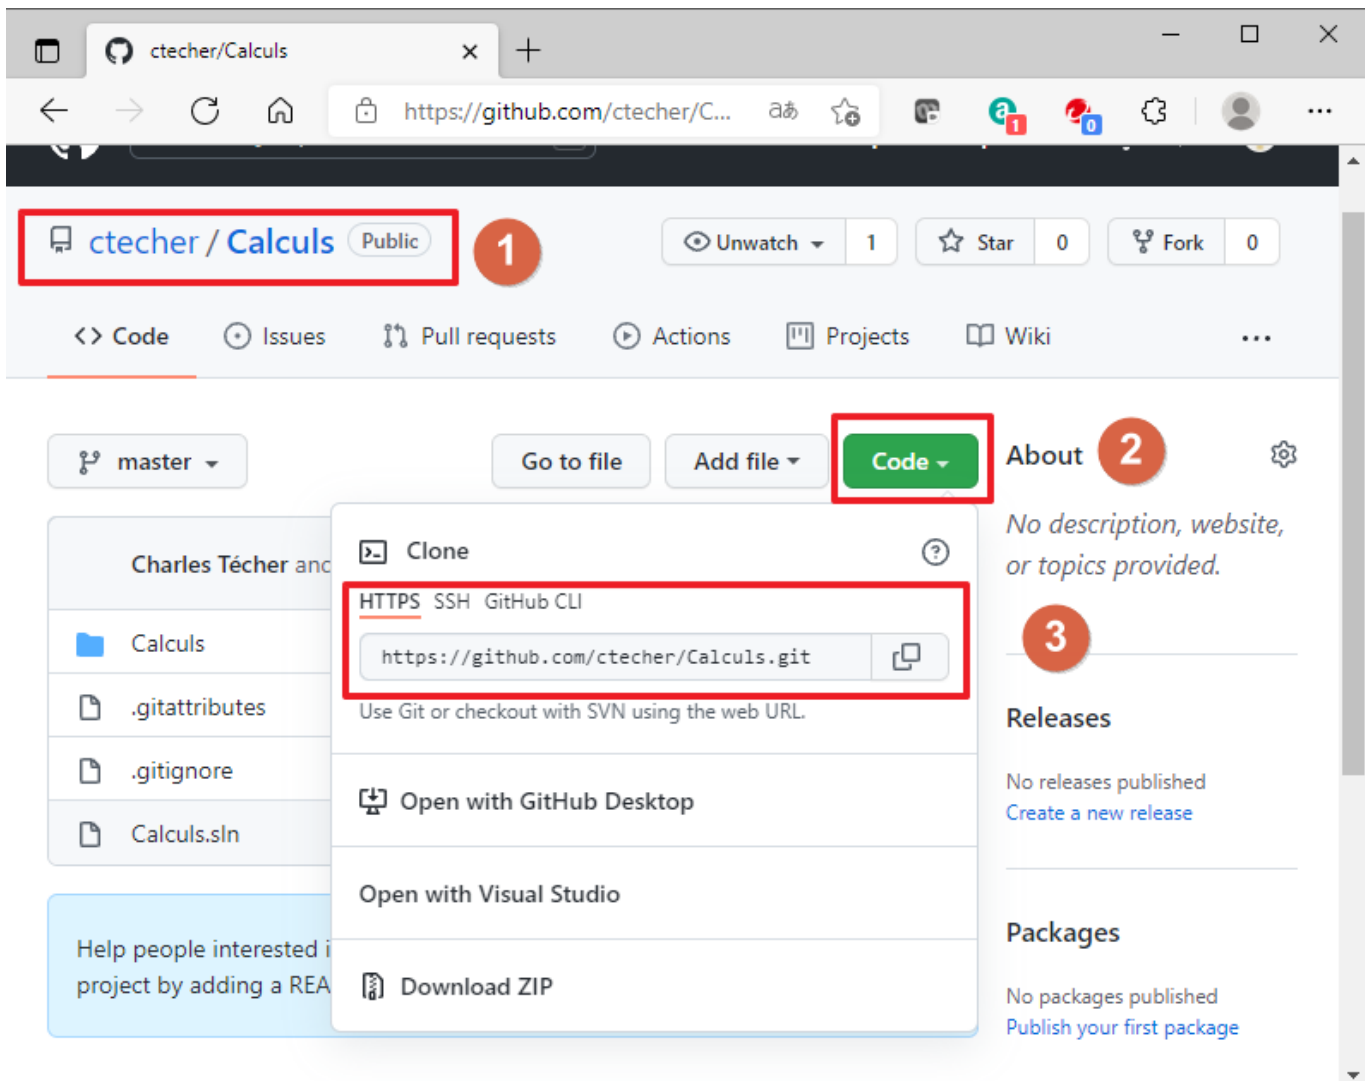 ctecher/Calculs
https://github.com/ctecher/C... aあ 1 0
ctecher / Calculs Public 1 Unwatch 1 Star 0 Fork 0
<> Code Issues Pull requests Actions Projects Wiki ...
master Go to file Add file Code About 2
No description, website,
or topics provided.
Charles Técher and
Clone
HTTPS SSH GitHub CLI
https://github.com/ctecher/Calculs.git
Use Git or checkout with SVN using the web URL.
3
Calculs
.gitattributes
.gitignore
Calculs.sln
Open with GitHub Desktop
Open with Visual Studio
Download ZIP
Releases
No releases published
Create a new release
Help people interested i
project by adding a REA
Packages
No packages published
Publish your first package